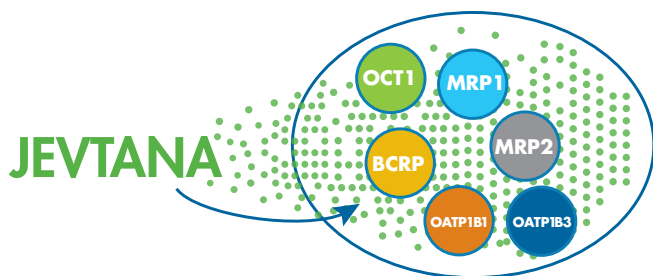 OCT1
MRP1
JEVTANA
BCRP
MRP2
OATP1B1
OATP1B3